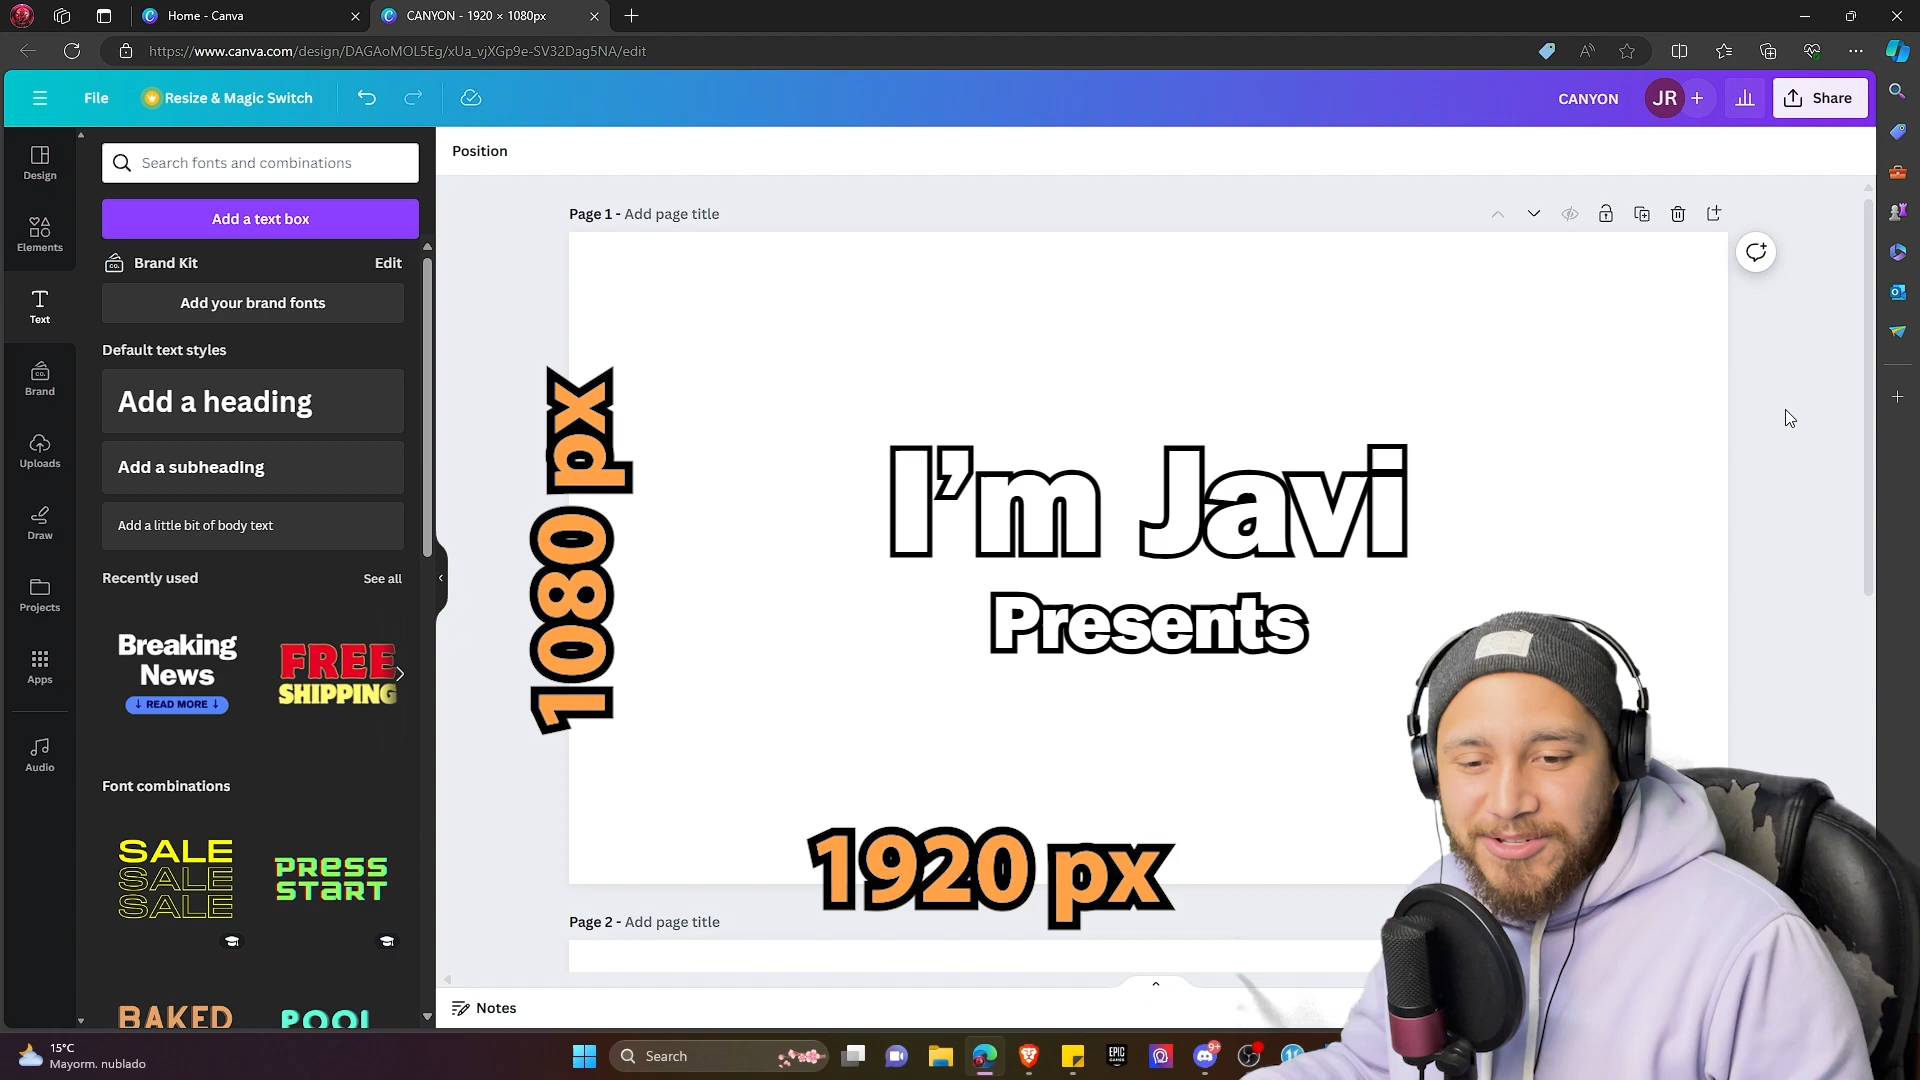 Home - Canva
CANYON - 1920 × 1080px
https://www.canva.com/design/DAGAoMOL5Eg/xUa_vjXGp9e-SV32Dag5NA/edit
File
Resize & Magic Switch
CANYON
JR
Share
Design
Elements
Text
Brand
Uploads
Draw
Projects
Apps
Audio
Search fonts and combinations
Add a text box
Brand Kit
Edit
Add your brand fonts
Default text styles
Add a heading
Add a subheading
Add a little bit of body text
Recently used
See all
Breaking
News
↓ READ MORE ↓
FREE
SHIPPING
Font combinations
SALE
SALE
SALE
PRESS
START
BAKED
POOL
Position
Page 1 - Add page title
I'm Javi
Presents
1080 px
1920 px
Page 2 - Add page title
Notes
15°C
Mayorm. nublado
Search
EPIC
GAMES
9+